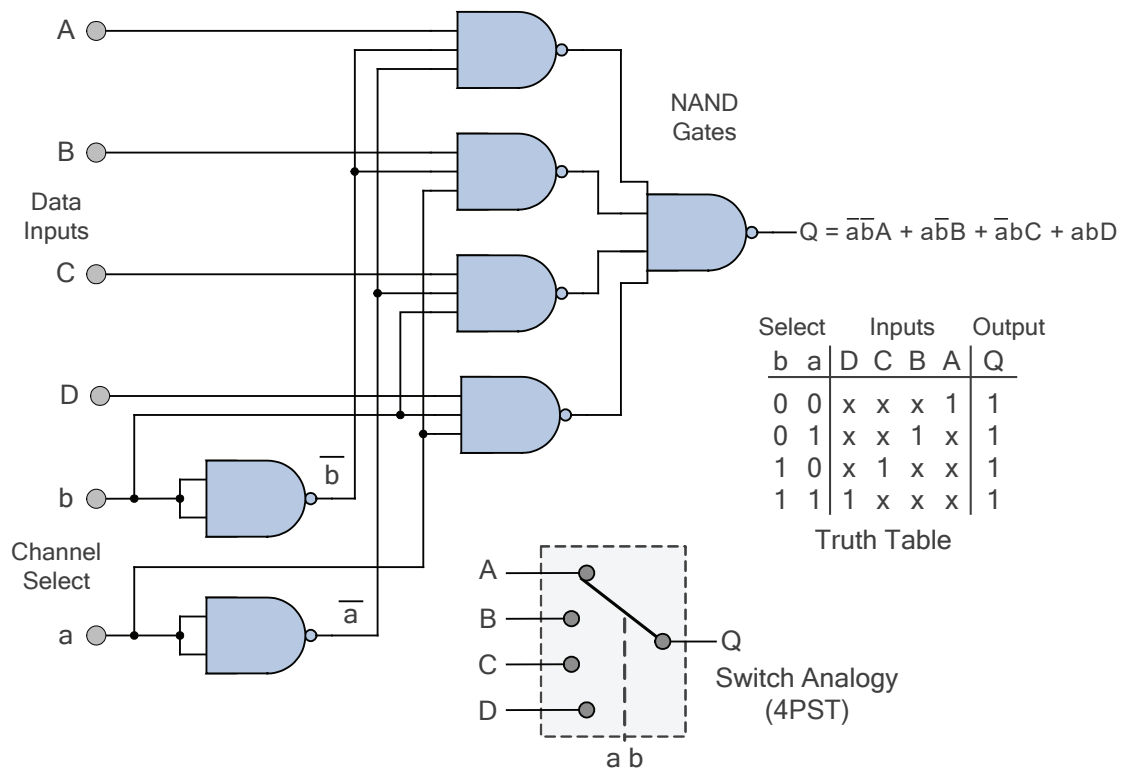 A
NAND
Gates
B
Data
Inputs
Q = a̅b̅A + ab̅B + a̅bC + abD
C
Select Inputs Output
b a D C B A Q
D
0 0 x x x 1 1
0 1 x x 1 x 1
1 0 x 1 x x 1
1 1 1 x x x 1
Truth Table
b̅
b
Channel
Select
a̅
a
A
B
C
D
Q
Switch Analogy
(4PST)
a b